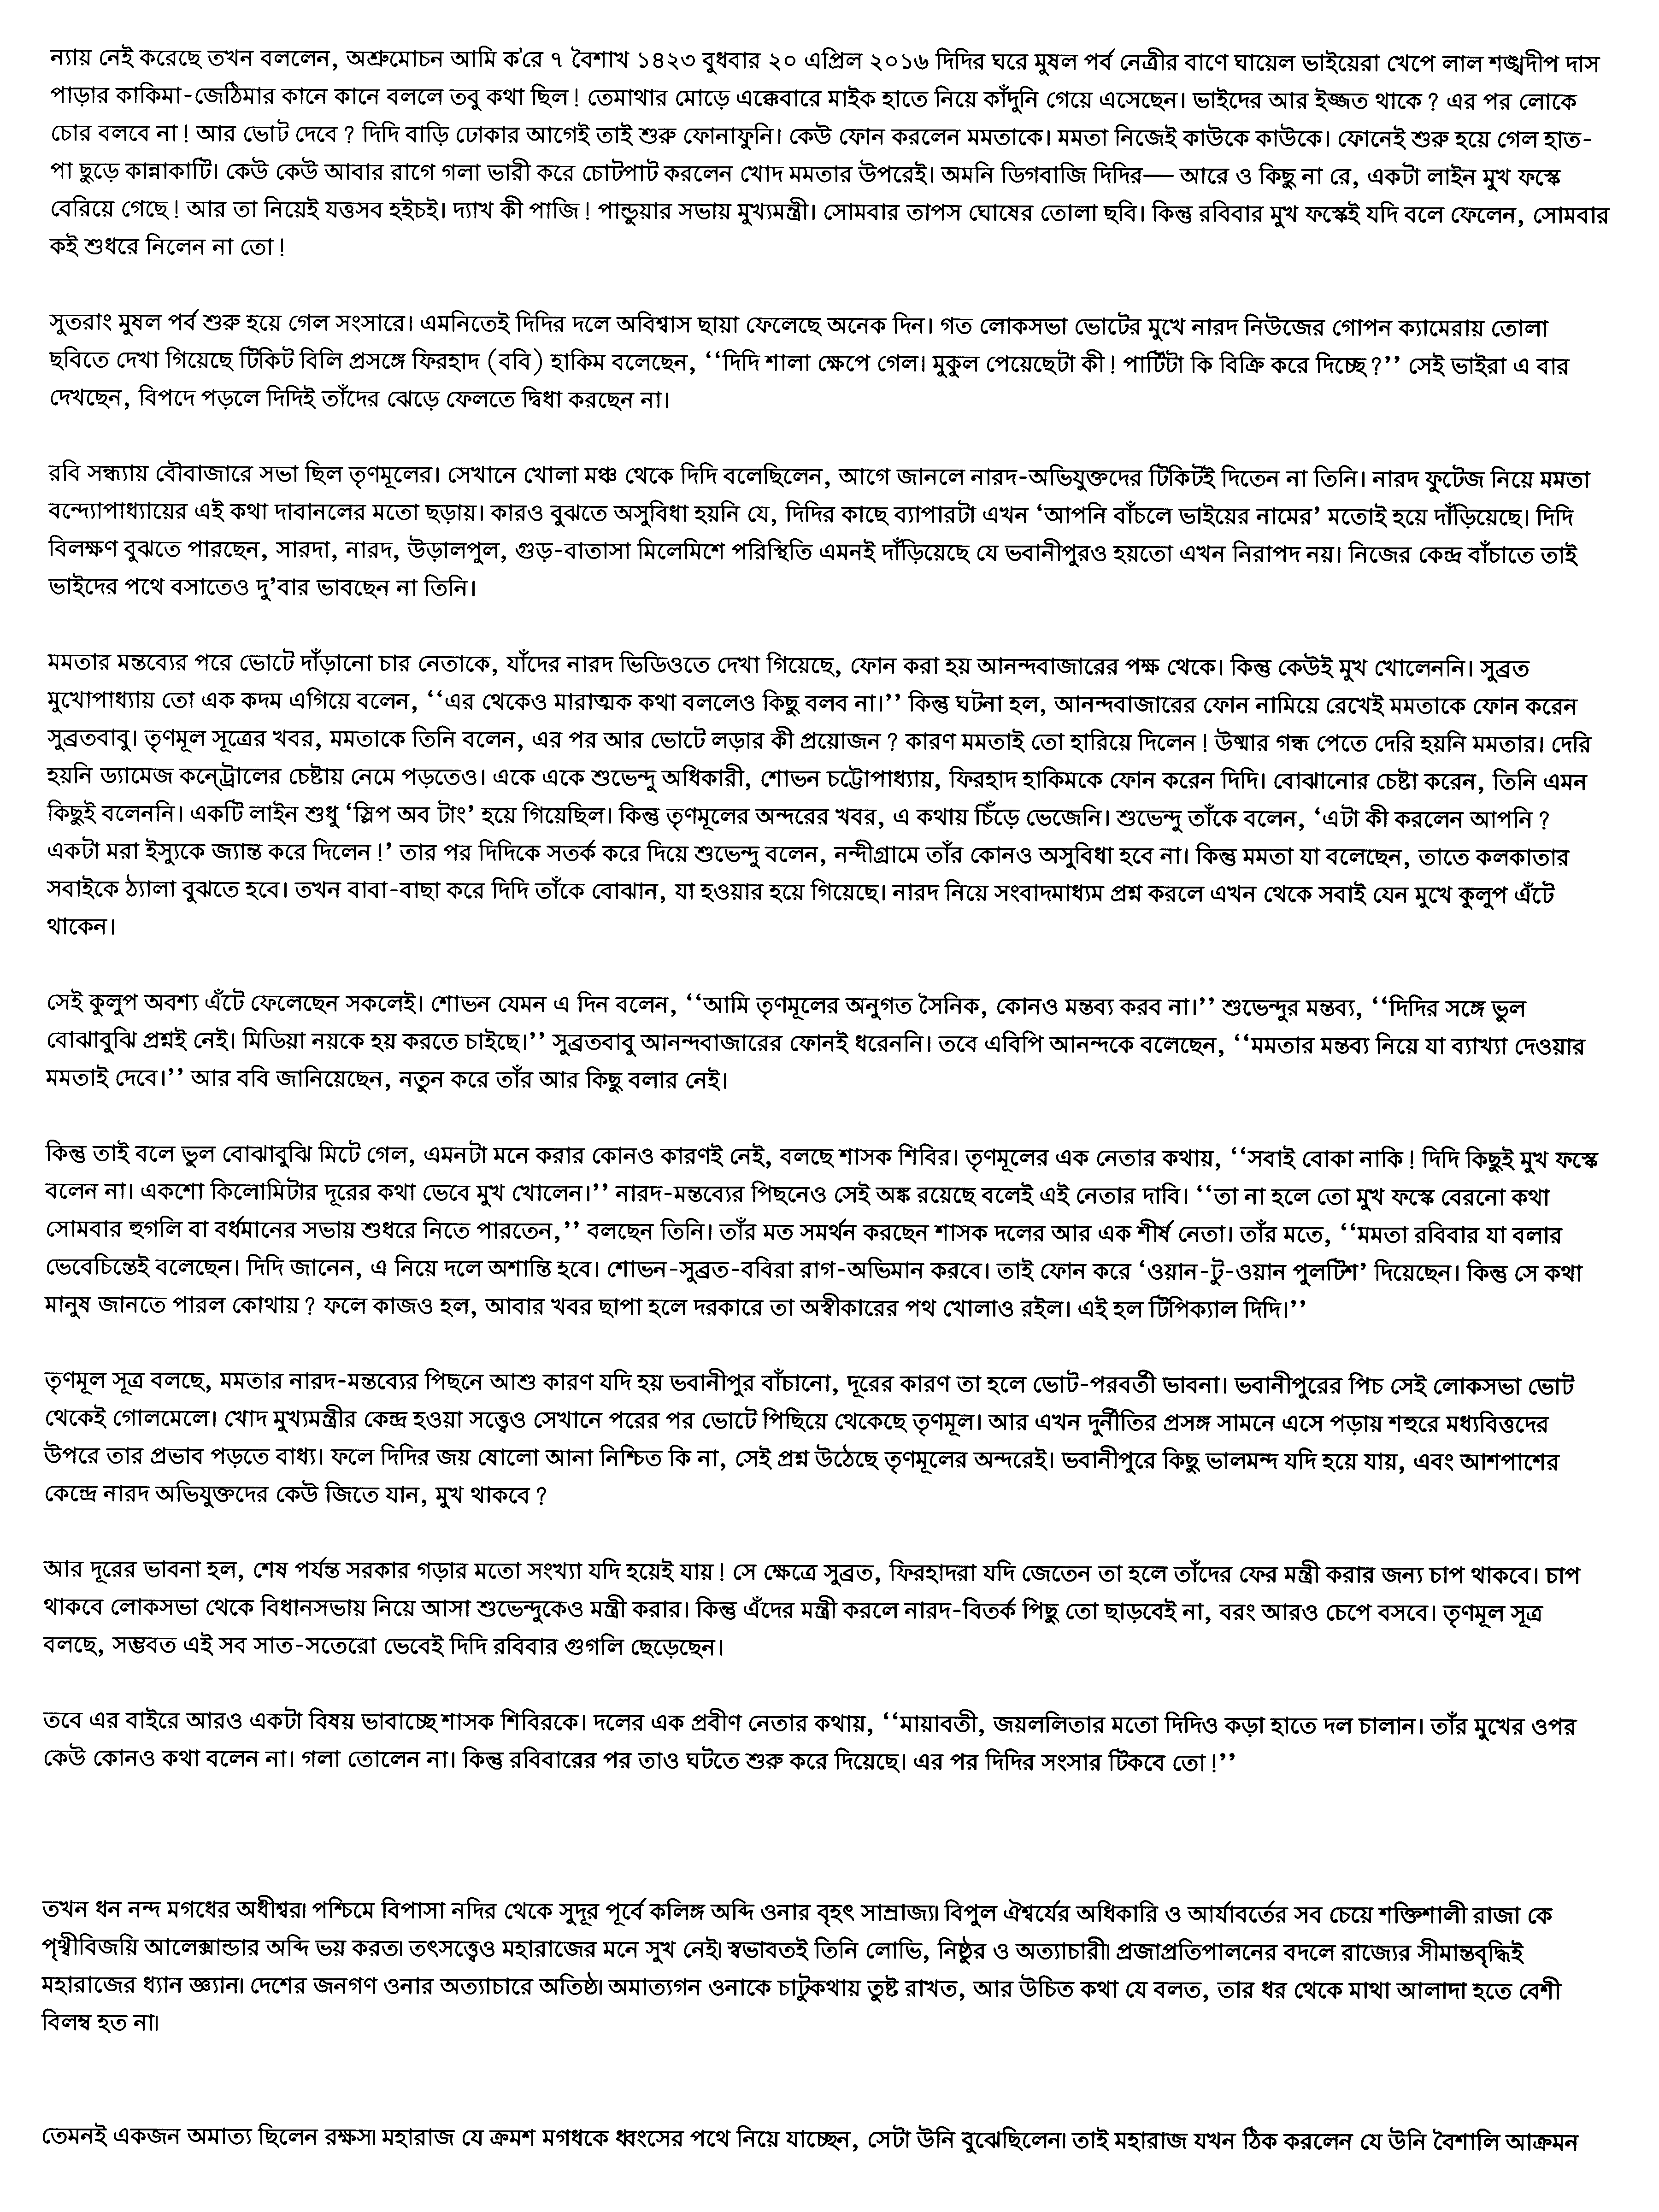 ন্যায় নেই করেছে তখন বললেন, অশ্রুমোচন আমি ক'রে ৭ বৈশাখ ১৪২৩ বুধবার ২০ এপ্রিল ২০১৬ দিদির ঘরে মুষল পর্ব নেত্রীর বাণে ঘায়েল ভাইয়েরা খেপে লাল শঙ্খদীপ দাস
পাড়ার কাকিমা-জেঠিমার কানে কানে বললে তবু কথা ছিল! তেমাথার মোড়ে এক্কেবারে মাইক হাতে নিয়ে কাঁদুনি গেয়ে এসেছেন। ভাইদের আর ইজ্জত থাকে? এর পর লোকে
চোর বলবে না! আর ভোট দেবে? দিদি বাড়ি ঢোকার আগেই তাই শুরু ফোনাফুনি। কেউ ফোন করলেন মমতাকে। মমতা নিজেই কাউকে কাউকে। ফোনেই শুরু হয়ে গেল হাত-
পা ছুড়ে কান্নাকাটি। কেউ কেউ আবার রাগে গলা ভারী করে চোটপাট করলেন খোদ মমতার উপরেই। অমনি ডিগবাজি দিদির— আরে ও কিছু না রে, একটা লাইন মুখ ফস্কে
বেরিয়ে গেছে! আর তা নিয়েই যত্তসব হইচই। দ্যাখ কী পাজি! পান্ডুয়ার সভায় মুখ্যমন্ত্রী। সোমবার তাপস ঘোষের তোলা ছবি। কিন্তু রবিবার মুখ ফস্কেই যদি বলে ফেলেন, সোমবার
কই শুধরে নিলেন না তো!
সুতরাং মুষল পর্ব শুরু হয়ে গেল সংসারে। এমনিতেই দিদির দলে অবিশ্বাস ছায়া ফেলেছে অনেক দিন। গত লোকসভা ভোটের মুখে নারদ নিউজের গোপন ক্যামেরায় তোলা
ছবিতে দেখা গিয়েছে টিকিট বিলি প্রসঙ্গে ফিরহাদ (ববি) হাকিম বলেছেন, ‘‘দিদি শালা ক্ষেপে গেল। মুকুল পেয়েছেটা কী! পার্টিটা কি বিক্রি করে দিচ্ছে?’’ সেই ভাইরা এ বার
দেখছেন, বিপদে পড়লে দিদিই তাঁদের ঝেড়ে ফেলতে দ্বিধা করছেন না।
রবি সন্ধ্যায় বৌবাজারে সভা ছিল তৃণমূলের। সেখানে খোলা মঞ্চ থেকে দিদি বলেছিলেন, আগে জানলে নারদ-অভিযুক্তদের টিকিটই দিতেন না তিনি। নারদ ফুটেজ নিয়ে মমতা
বন্দ্যোপাধ্যায়ের এই কথা দাবানলের মতো ছড়ায়। কারও বুঝতে অসুবিধা হয়নি যে, দিদির কাছে ব্যাপারটা এখন ‘আপনি বাঁচলে ভাইয়ের নামের’ মতোই হয়ে দাঁড়িয়েছে। দিদি
বিলক্ষণ বুঝতে পারছেন, সারদা, নারদ, উড়ালপুল, গুড়-বাতাসা মিলেমিশে পরিস্থিতি এমনই দাঁড়িয়েছে যে ভবানীপুরও হয়তো এখন নিরাপদ নয়। নিজের কেন্দ্র বাঁচাতে তাই
ভাইদের পথে বসাতেও দু’বার ভাবছেন না তিনি।
মমতার মন্তব্যের পরে ভোটে দাঁড়ানো চার নেতাকে, যাঁদের নারদ ভিডিওতে দেখা গিয়েছে, ফোন করা হয় আনন্দবাজারের পক্ষ থেকে। কিন্তু কেউই মুখ খোলেননি। সুব্রত
মুখোপাধ্যায় তো এক কদম এগিয়ে বলেন, ‘‘এর থেকেও মারাত্মক কথা বললেও কিছু বলব না।’’ কিন্তু ঘটনা হল, আনন্দবাজারের ফোন নামিয়ে রেখেই মমতাকে ফোন করেন
সুব্রতবাবু। তৃণমূল সূত্রের খবর, মমতাকে তিনি বলেন, এর পর আর ভোটে লড়ার কী প্রয়োজন? কারণ মমতাই তো হারিয়ে দিলেন! উষ্মার গন্ধ পেতে দেরি হয়নি মমতার। দেরি
হয়নি ড্যামেজ কন্ট্রোলের চেষ্টায় নেমে পড়তেও। একে একে শুভেন্দু অধিকারী, শোভন চট্টোপাধ্যায়, ফিরহাদ হাকিমকে ফোন করেন দিদি। বোঝানোর চেষ্টা করেন, তিনি এমন
কিছুই বলেননি। একটি লাইন শুধু ‘স্লিপ অব টাং’ হয়ে গিয়েছিল। কিন্তু তৃণমূলের অন্দরের খবর, এ কথায় চিঁড়ে ভেজেনি। শুভেন্দু তাঁকে বলেন, ‘এটা কী করলেন আপনি?
একটা মরা ইস্যুকে জ্যান্ত করে দিলেন!’ তার পর দিদিকে সতর্ক করে দিয়ে শুভেন্দু বলেন, নন্দীগ্রামে তাঁর কোনও অসুবিধা হবে না। কিন্তু মমতা যা বলেছেন, তাতে কলকাতার
সবাইকে ঠ্যালা বুঝতে হবে। তখন বাবা-বাছা করে দিদি তাঁকে বোঝান, যা হওয়ার হয়ে গিয়েছে। নারদ নিয়ে সংবাদমাধ্যম প্রশ্ন করলে এখন থেকে সবাই যেন মুখে কুলুপ এঁটে
থাকেন।
সেই কুলুপ অবশ্য এঁটে ফেলেছেন সকলেই। শোভন যেমন এ দিন বলেন, ‘‘আমি তৃণমূলের অনুগত সৈনিক, কোনও মন্তব্য করব না।’’ শুভেন্দুর মন্তব্য, ‘‘দিদির সঙ্গে ভুল
বোঝাবুঝি প্রশ্নই নেই। মিডিয়া নয়কে হয় করতে চাইছে।’’ সুব্রতবাবু আনন্দবাজারের ফোনই ধরেননি। তবে এবিপি আনন্দকে বলেছেন, ‘‘মমতার মন্তব্য নিয়ে যা ব্যাখ্যা দেওয়ার
মমতাই দেবে।’’ আর ববি জানিয়েছেন, নতুন করে তাঁর আর কিছু বলার নেই।
কিন্তু তাই বলে ভুল বোঝাবুঝি মিটে গেল, এমনটা মনে করার কোনও কারণই নেই, বলছে শাসক শিবির। তৃণমূলের এক নেতার কথায়, ‘‘সবাই বোকা নাকি! দিদি কিছুই মুখ ফস্কে
বলেন না। একশো কিলোমিটার দূরের কথা ভেবে মুখ খোলেন।’’ নারদ-মন্তব্যের পিছনেও সেই অঙ্ক রয়েছে বলেই এই নেতার দাবি। ‘‘তা না হলে তো মুখ ফস্কে বেরনো কথা
সোমবার হুগলি বা বর্ধমানের সভায় শুধরে নিতে পারতেন,’’ বলছেন তিনি। তাঁর মত সমর্থন করছেন শাসক দলের আর এক শীর্ষ নেতা। তাঁর মতে, ‘‘মমতা রবিবার যা বলার
ভেবেচিন্তেই বলেছেন। দিদি জানেন, এ নিয়ে দলে অশান্তি হবে। শোভন-সুব্রত-ববিরা রাগ-অভিমান করবে। তাই ফোন করে ‘ওয়ান-টু-ওয়ান পুলটিশ’ দিয়েছেন। কিন্তু সে কথা
মানুষ জানতে পারল কোথায়? ফলে কাজও হল, আবার খবর ছাপা হলে দরকারে তা অস্বীকারের পথ খোলাও রইল। এই হল টিপিক্যাল দিদি।’’
তৃণমূল সূত্র বলছে, মমতার নারদ-মন্তব্যের পিছনে আশু কারণ যদি হয় ভবানীপুর বাঁচানো, দূরের কারণ তা হলে ভোট-পরবর্তী ভাবনা। ভবানীপুরের পিচ সেই লোকসভা ভোট
থেকেই গোলমেলে। খোদ মুখ্যমন্ত্রীর কেন্দ্র হওয়া সত্ত্বেও সেখানে পরের পর ভোটে পিছিয়ে থেকেছে তৃণমূল। আর এখন দুর্নীতির প্রসঙ্গ সামনে এসে পড়ায় শহুরে মধ্যবিত্তদের
উপরে তার প্রভাব পড়তে বাধ্য। ফলে দিদির জয় ষোলো আনা নিশ্চিত কি না, সেই প্রশ্ন উঠেছে তৃণমূলের অন্দরেই। ভবানীপুরে কিছু ভালমন্দ যদি হয়ে যায়, এবং আশপাশের
কেন্দ্রে নারদ অভিযুক্তদের কেউ জিতে যান, মুখ থাকবে?
আর দূরের ভাবনা হল, শেষ পর্যন্ত সরকার গড়ার মতো সংখ্যা যদি হয়েই যায়! সে ক্ষেত্রে সুব্রত, ফিরহাদরা যদি জেতেন তা হলে তাঁদের ফের মন্ত্রী করার জন্য চাপ থাকবে। চাপ
থাকবে লোকসভা থেকে বিধানসভায় নিয়ে আসা শুভেন্দুকেও মন্ত্রী করার। কিন্তু এঁদের মন্ত্রী করলে নারদ-বিতর্ক পিছু তো ছাড়বেই না, বরং আরও চেপে বসবে। তৃণমূল সূত্র
বলছে, সম্ভবত এই সব সাত-সতেরো ভেবেই দিদি রবিবার গুগলি ছেড়েছেন।
তবে এর বাইরে আরও একটা বিষয় ভাবাচ্ছে শাসক শিবিরকে। দলের এক প্রবীণ নেতার কথায়, ‘‘মায়াবতী, জয়ললিতার মতো দিদিও কড়া হাতে দল চালান। তাঁর মুখের ওপর
কেউ কোনও কথা বলেন না। গলা তোলেন না। কিন্তু রবিবারের পর তাও ঘটতে শুরু করে দিয়েছে। এর পর দিদির সংসার টিকবে তো!’’
তখন ধন নন্দ মগধের অধীশ্বর৷ পশ্চিমে বিপাসা নদির থেকে সুদূর পূর্বে কলিঙ্গ অব্দি ওনার বৃহৎ সাম্রাজ্য৷ বিপুল ঐশ্বর্যের অধিকারি ও আর্যাবর্তের সব চেয়ে শক্তিশালী রাজা কে
পৃথ্বীবিজয়ি আলেক্সান্ডার অব্দি ভয় করত৷ তৎসত্ত্বেও মহারাজের মনে সুখ নেই৷ স্বভাবতই তিনি লোভি, নিষ্ঠুর ও অত্যাচারী৷ প্রজাপ্রতিপালনের বদলে রাজ্যের সীমান্তবৃদ্ধিই
মহারাজের ধ্যান জ্ঞ্যান৷ দেশের জনগণ ওনার অত্যাচারে অতিষ্ঠ৷ অমাত্যগন ওনাকে চাটুকথায় তুষ্ট রাখত, আর উচিত কথা যে বলত, তার ধর থেকে মাথা আলাদা হতে বেশী
বিলম্ব হত না৷
তেমনই একজন অমাত্য ছিলেন রক্ষস৷ মহারাজ যে ক্রমশ মগধকে ধ্বংসের পথে নিয়ে যাচ্ছেন, সেটা উনি বুঝেছিলেন৷ তাই মহারাজ যখন ঠিক করলেন যে উনি বৈশালি আক্রমন